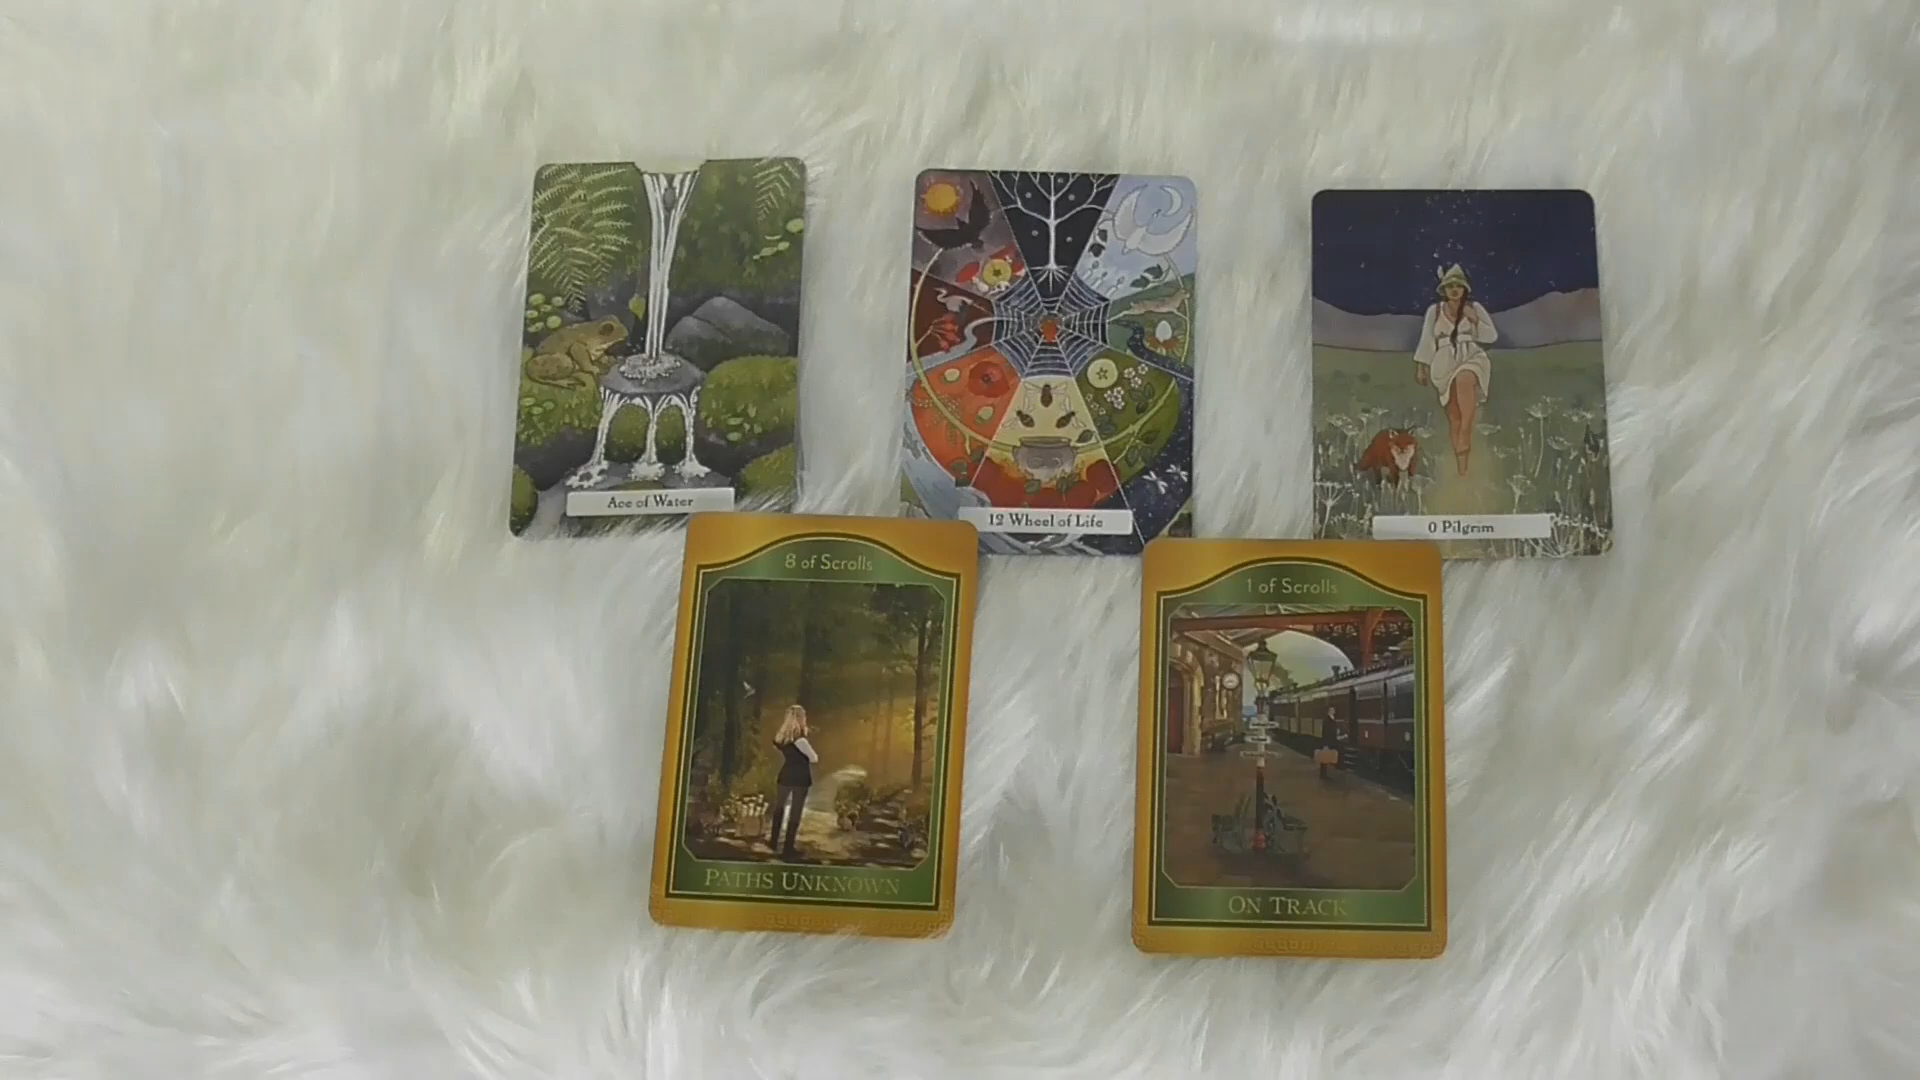 Ace of Water
12 Wheel of Life
0 Pilgrim
8 of Scrolls
PATHS UNKNOWN
1 of Scrolls
ON TRACK